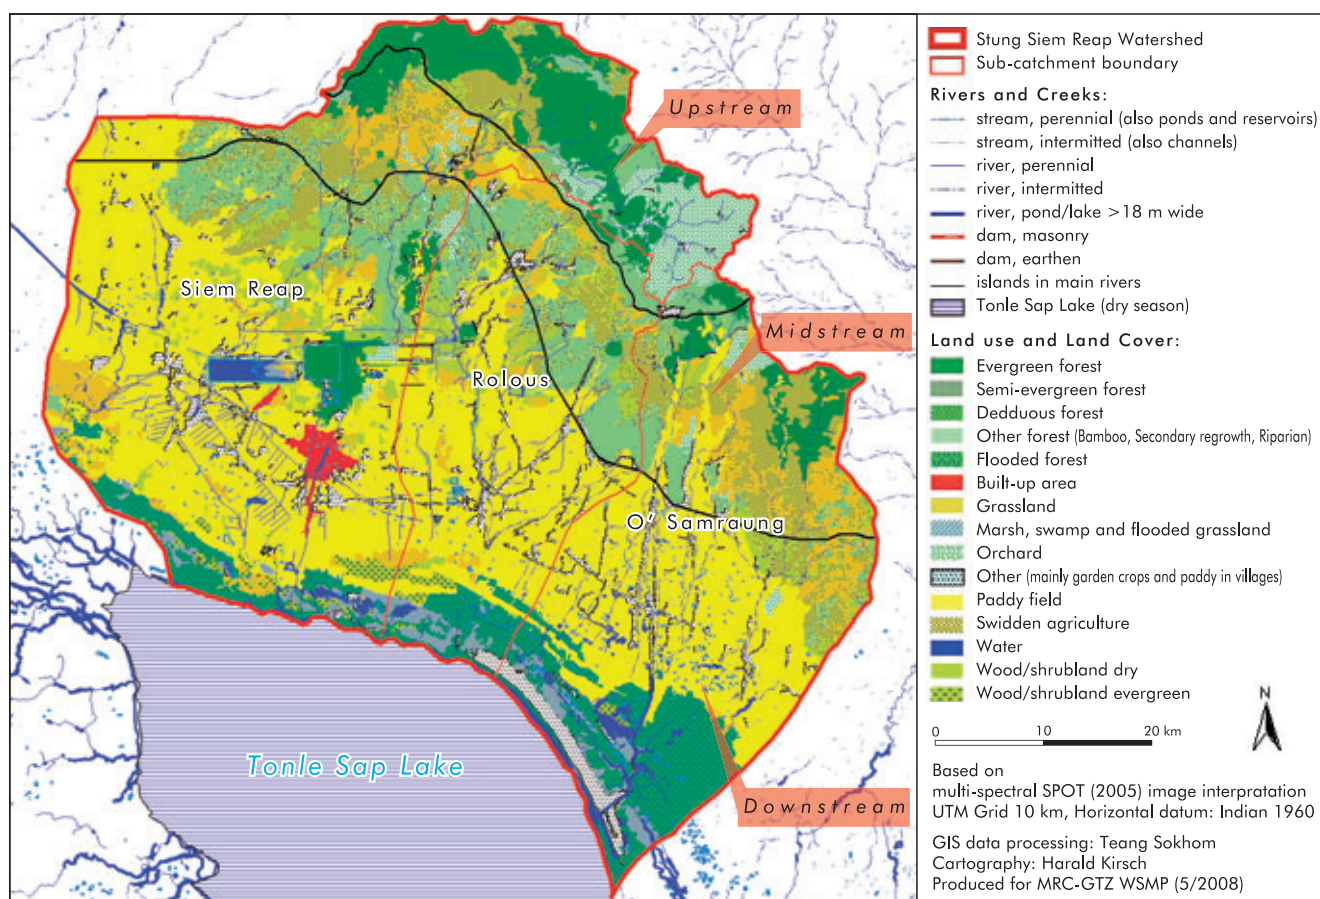 Upstream
Siem Reap
Midstream
Rolous
O' Samraung
Tonle Sap Lake
Downstream
Stung Siem Reap Watershed
Sub-catchment boundary
Rivers and Creeks:
stream, perennial (also ponds and reservoirs)
stream, intermitted (also channels)
river, perennial
river, intermitted
river, pond/lake >18 m wide
dam, masonry
dam, earthen
islands in main rivers
Tonle Sap Lake (dry season)
Land use and Land Cover:
Evergreen forest
Semi-evergreen forest
Dedduous forest
Other forest (Bamboo, Secondary regrowth, Riparian)
Flooded forest
Built-up area
Grassland
Marsh, swamp and flooded grassland
Orchard
Other (mainly garden crops and paddy in villages)
Paddy field
Swidden agriculture
Water
Wood/shrubland dry
Wood/shrubland evergreen
N
0 10 20 km
Based on
multi-spectral SPOT (2005) image interpratation
UTM Grid 10 km, Horizontal datum: Indian 1960
GIS data processing: Teang Sokhom
Cartography: Harald Kirsch
Produced for MRC-GTZ WSMP (5/2008)